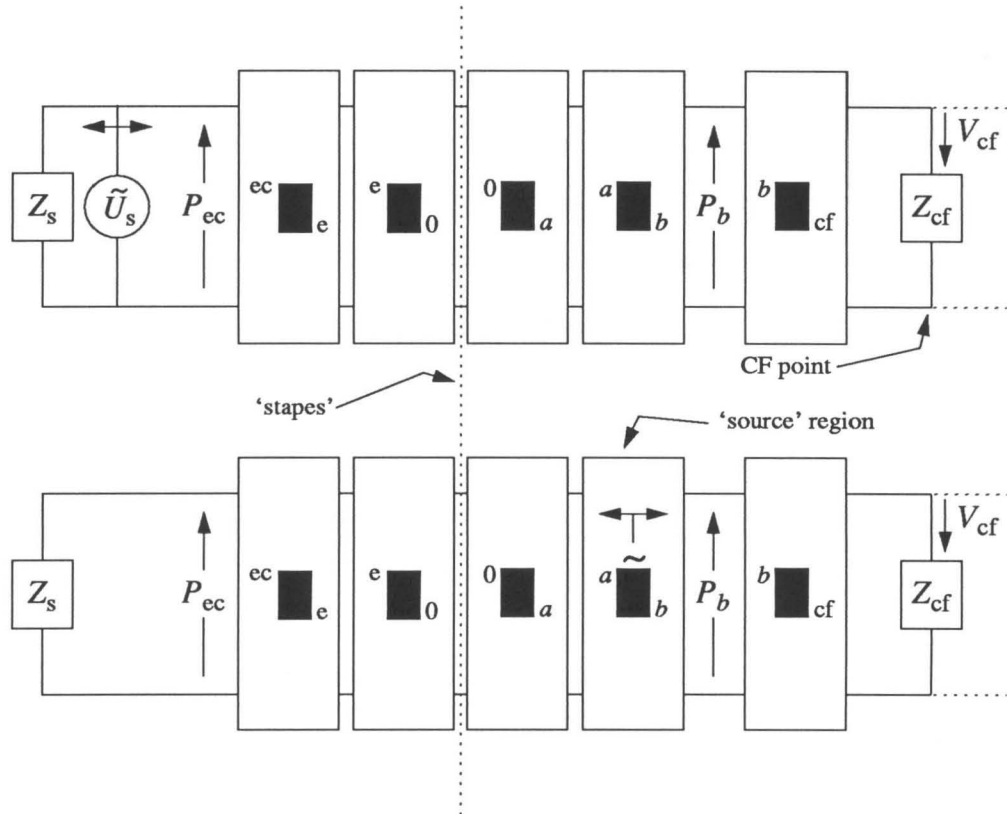 Z_s Ũ_s P_ec ec e e 0 0 a a b P_b b cf V_cf Z_cf
CF point
‘stapes’
‘source’ region
Z_s P_ec ec e e 0 0 a ~ a b P_b b cf V_cf Z_cf